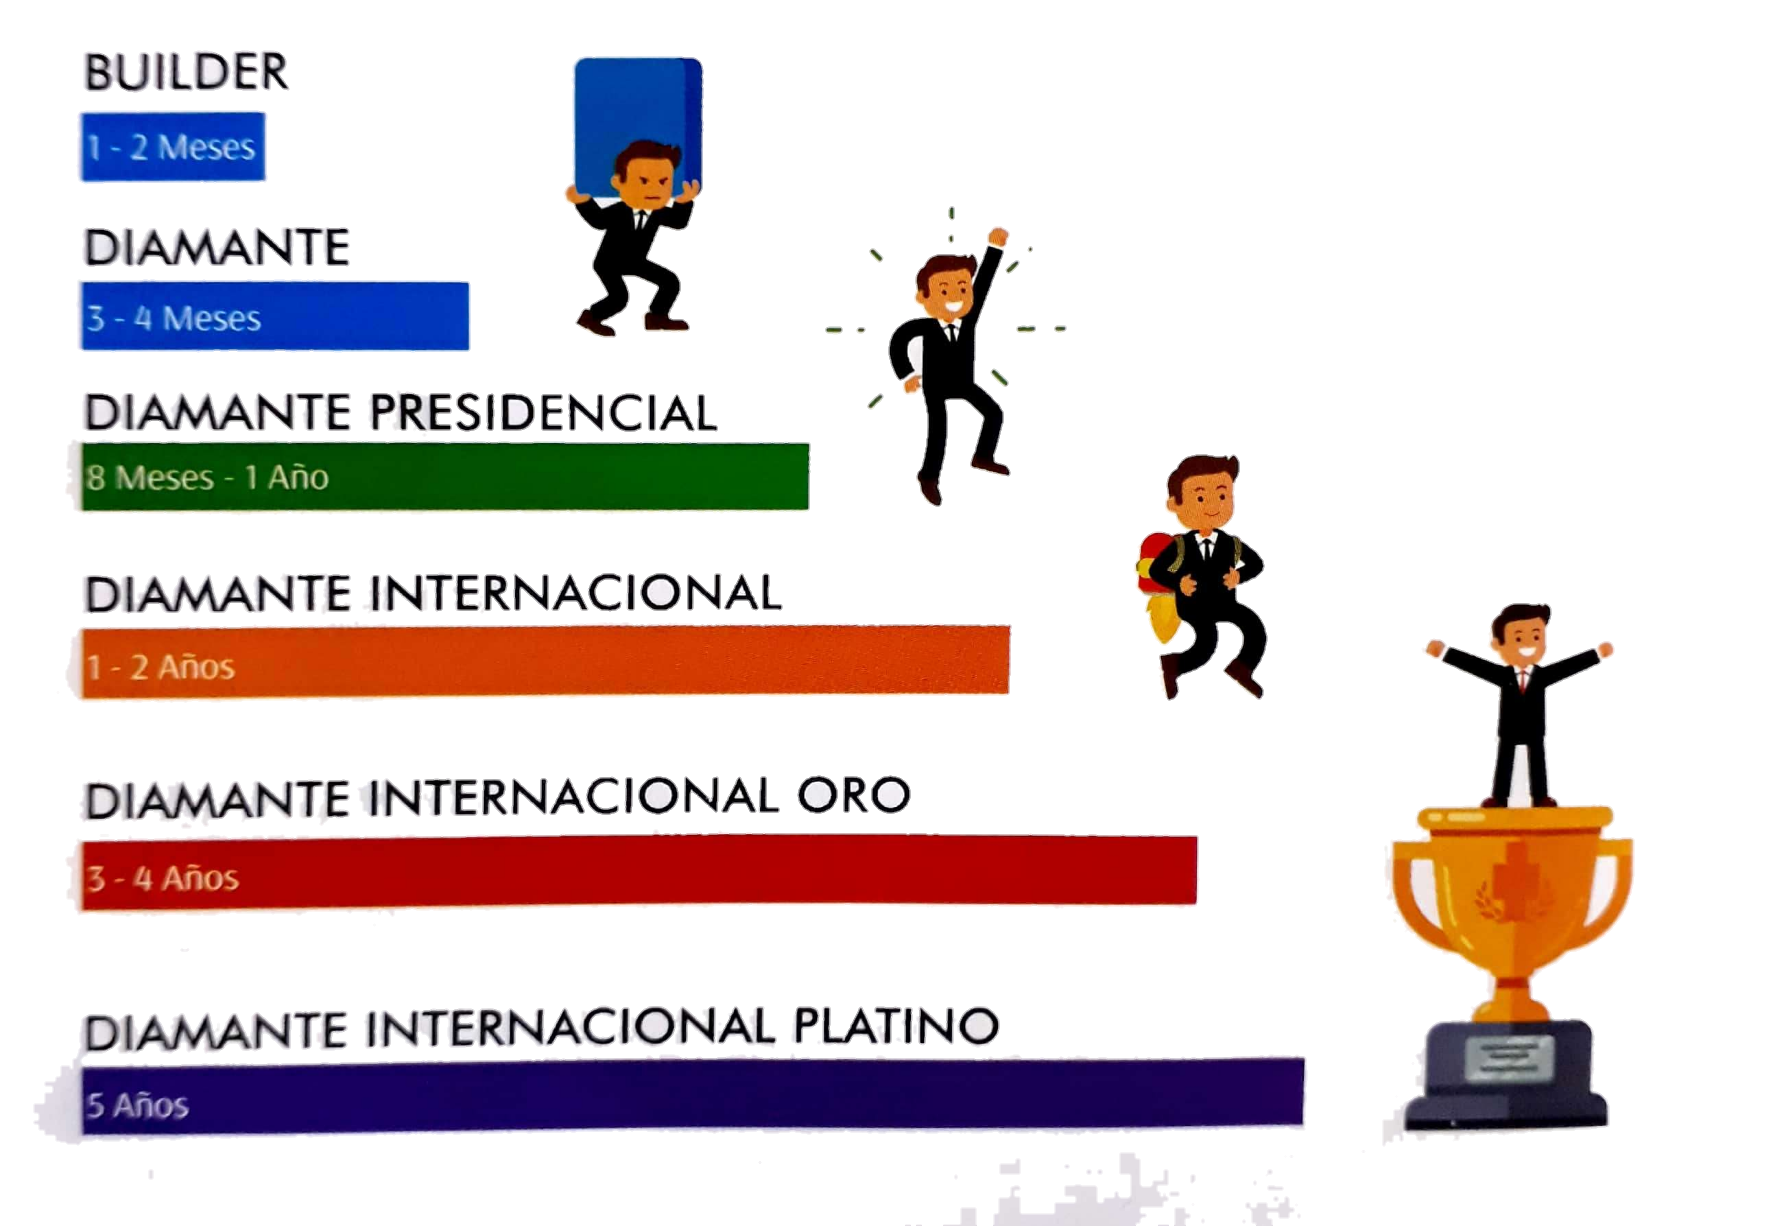 BUILDER
1 - 2 Meses
DIAMANTE
3 - 4 Meses
DIAMANTE PRESIDENCIAL
8 Meses - 1 Año
DIAMANTE INTERNACIONAL
1 - 2 Años
DIAMANTE INTERNACIONAL ORO
3 - 4 Años
DIAMANTE INTERNACIONAL PLATINO
5 Años